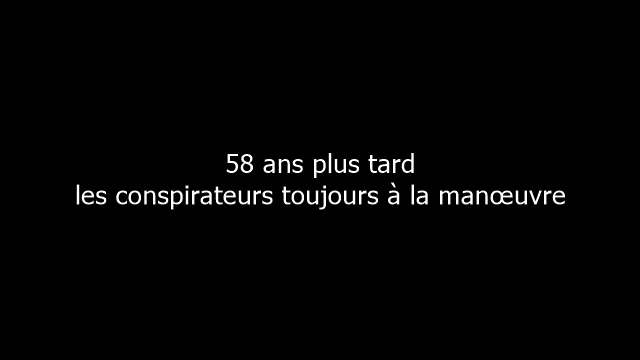 58 ans plus tard
les conspirateurs toujours à la manœuvre